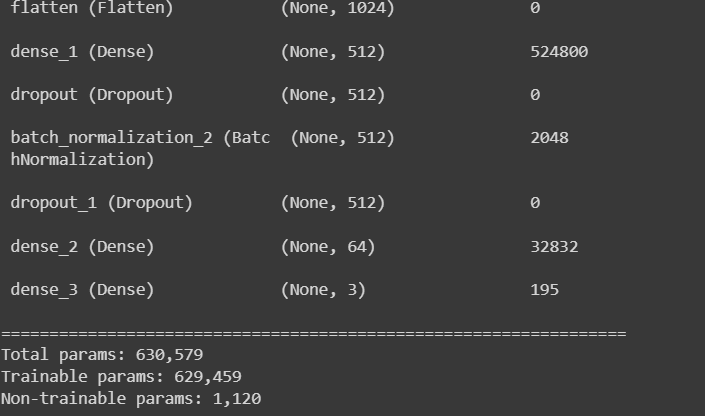 flatten (Flatten) (None, 1024) 0
dense_1 (Dense) (None, 512) 524800
dropout (Dropout) (None, 512) 0
batch_normalization_2 (Batc (None, 512) 2048
hNormalization)
dropout_1 (Dropout) (None, 512) 0
dense_2 (Dense) (None, 64) 32832
dense_3 (Dense) (None, 3) 195
=================================================================
Total params: 630,579
Trainable params: 629,459
Non-trainable params: 1,120